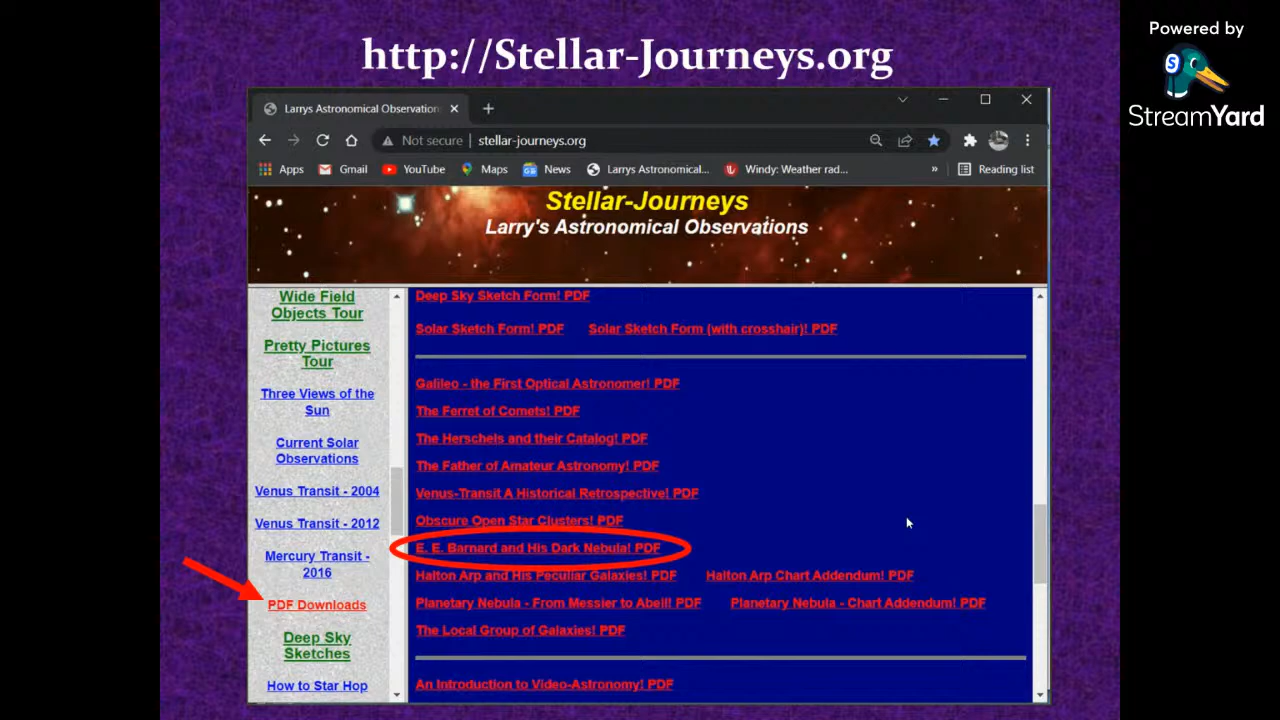 http://Stellar-Journeys.org
Powered by
StreamYard
Larrys Astronomical Observation
Not secure | stellar-journeys.org
Apps Gmail YouTube Maps News Larrys Astronomical... Windy: Weather rad... » Reading list
Stellar-Journeys
Larry's Astronomical Observations
Wide Field
Objects Tour
Pretty Pictures
Tour
Three Views of the
Sun
Current Solar
Observations
Venus Transit - 2004
Venus Transit - 2012
Mercury Transit -
2016
PDF Downloads
Deep Sky
Sketches
How to Star Hop
Deep Sky Sketch Form! PDF
Solar Sketch Form! PDF Solar Sketch Form (with crosshair)! PDF
Galileo - the First Optical Astronomer! PDF
The Ferret of Comets! PDF
The Herschels and their Catalog! PDF
The Father of Amateur Astronomy! PDF
Venus-Transit A Historical Retrospective! PDF
Obscure Open Star Clusters! PDF
E. E. Barnard and His Dark Nebula! PDF
Halton Arp and His Peculiar Galaxies! PDF Halton Arp Chart Addendum! PDF
Planetary Nebula - From Messier to Abell! PDF Planetary Nebula - Chart Addendum! PDF
The Local Group of Galaxies! PDF
An Introduction to Video-Astronomy! PDF